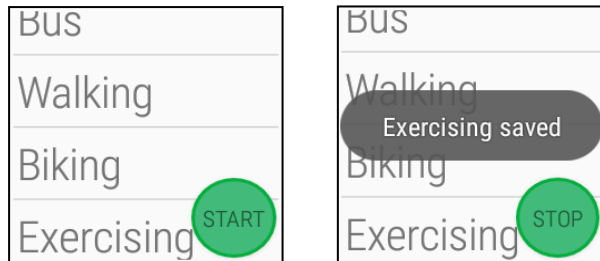 Bus
Walking
Biking
Exercising
START
Bus
Walking
Exercising saved
Biking
Exercising
STOP